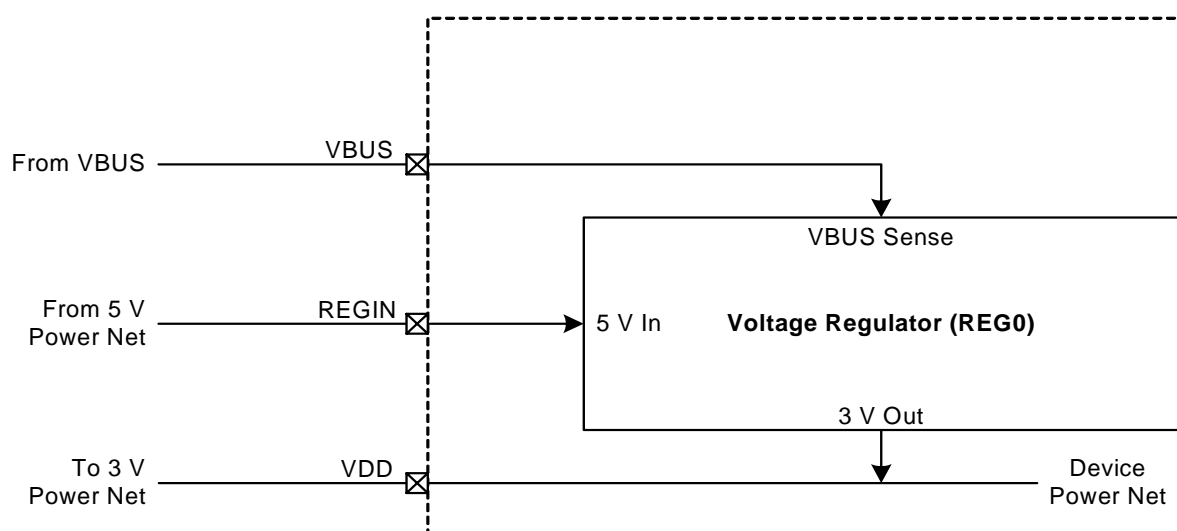 From VBUS
VBUS
VBUS Sense
From 5 V
Power Net
REGIN
5 V In
Voltage Regulator (REG0)
3 V Out
To 3 V
Power Net
VDD
Device
Power Net